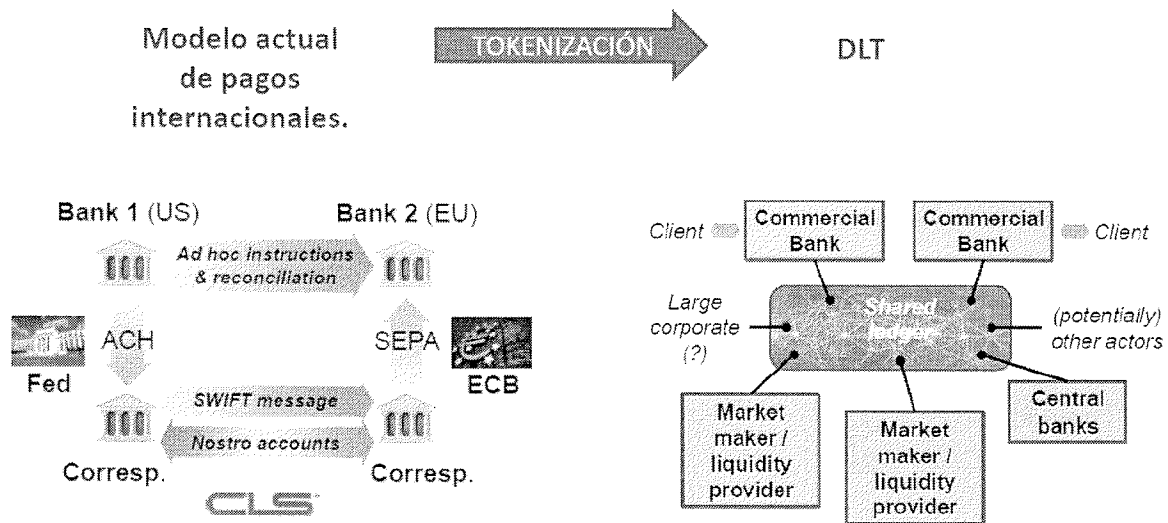 Modelo actual
de pagos
internacionales.
TOKENIZACIÓN
DLT
Bank 1 (US)
Bank 2 (EU)
Ad hoc instructions
& reconciliation
ACH
SEPA
Fed
ECB
SWIFT message
Nostro accounts
Corresp.
Corresp.
CLS
Client
Commercial
Bank
Commercial
Bank
Client
Large
corporate
(?)
Shared
ledger
(potentially)
other actors
Market
maker /
liquidity
provider
Market
maker /
liquidity
provider
Central
banks